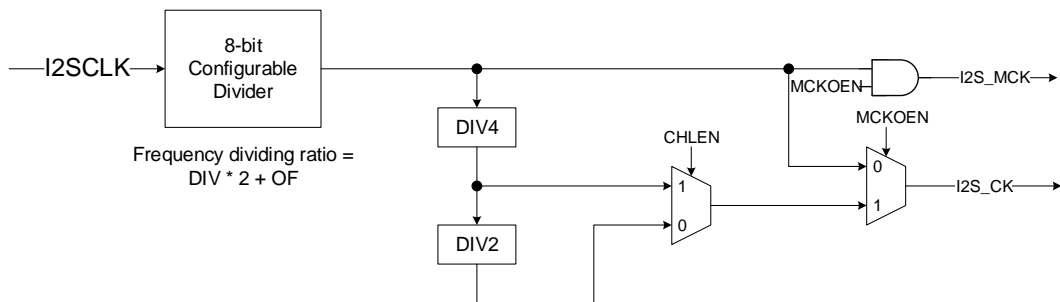 I2SCLK
8-bit
Configurable
Divider
MCKOEN
I2S_MCK
DIV4
CHLEN
MCKOEN
Frequency dividing ratio =
DIV * 2 + OF
0
1
I2S_CK
1
0
DIV2